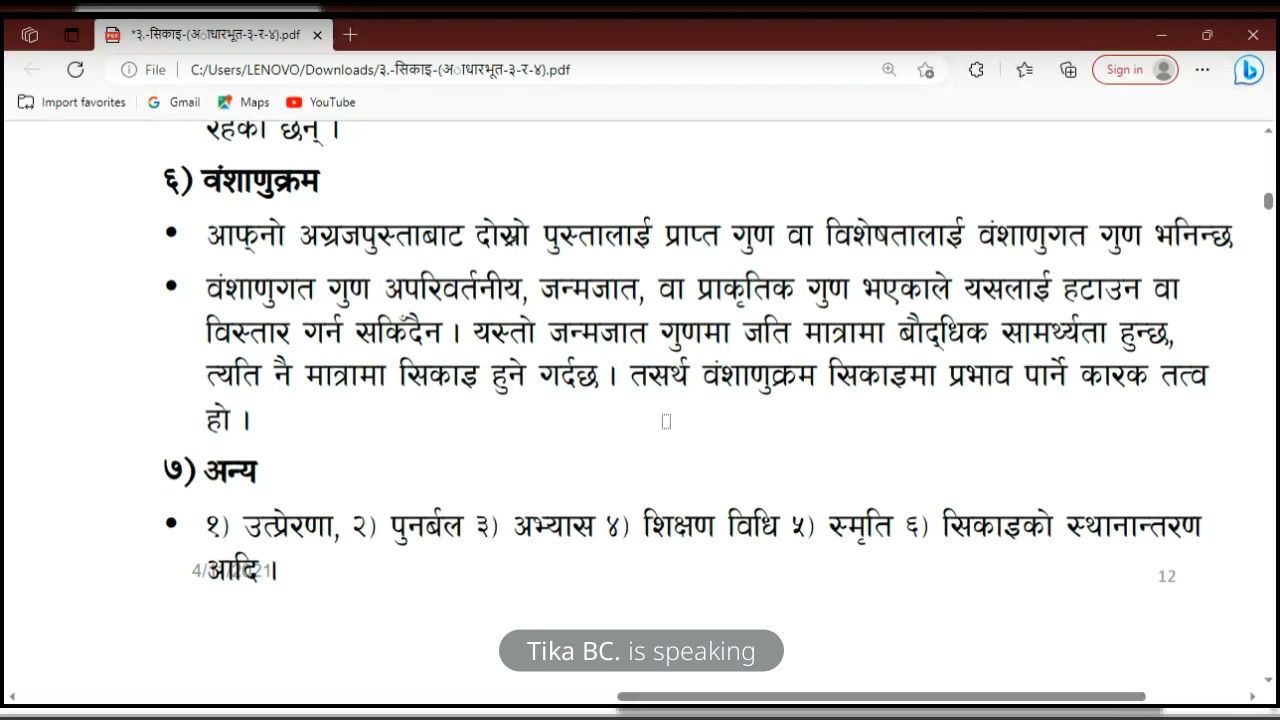 *३.-सिकाइ-(अाधारभूत-३-र-४).pdf
File C:/Users/LENOVO/Downloads/३.-सिकाइ-(अाधारभूत-३-र-४).pdf Sign in
Import favorites Gmail Maps YouTube
रहेका छन् ।
६) वंशाणुक्रम
• आफ्नो अग्रजपुस्ताबाट दोस्रो पुस्तालाई प्राप्त गुण वा विशेषतालाई वंशाणुगत गुण भनिन्छ
• वंशाणुगत गुण अपरिवर्तनीय, जन्मजात, वा प्राकृतिक गुण भएकाले यसलाई हटाउन वा
विस्तार गर्न सकिँदैन । यस्तो जन्मजात गुणमा जति मात्रामा बौद्धिक सामर्थ्यता हुन्छ,
त्यति नै मात्रामा सिकाइ हुने गर्दछ । तसर्थ वंशाणुक्रम सिकाइमा प्रभाव पार्ने कारक तत्व
हो ।
७) अन्य
• १) उत्प्रेरणा, २) पुनर्बल ३) अभ्यास ४) शिक्षण विधि ५) स्मृति ६) सिकाइको स्थानान्तरण
आदि ।
12
Tika BC. is speaking